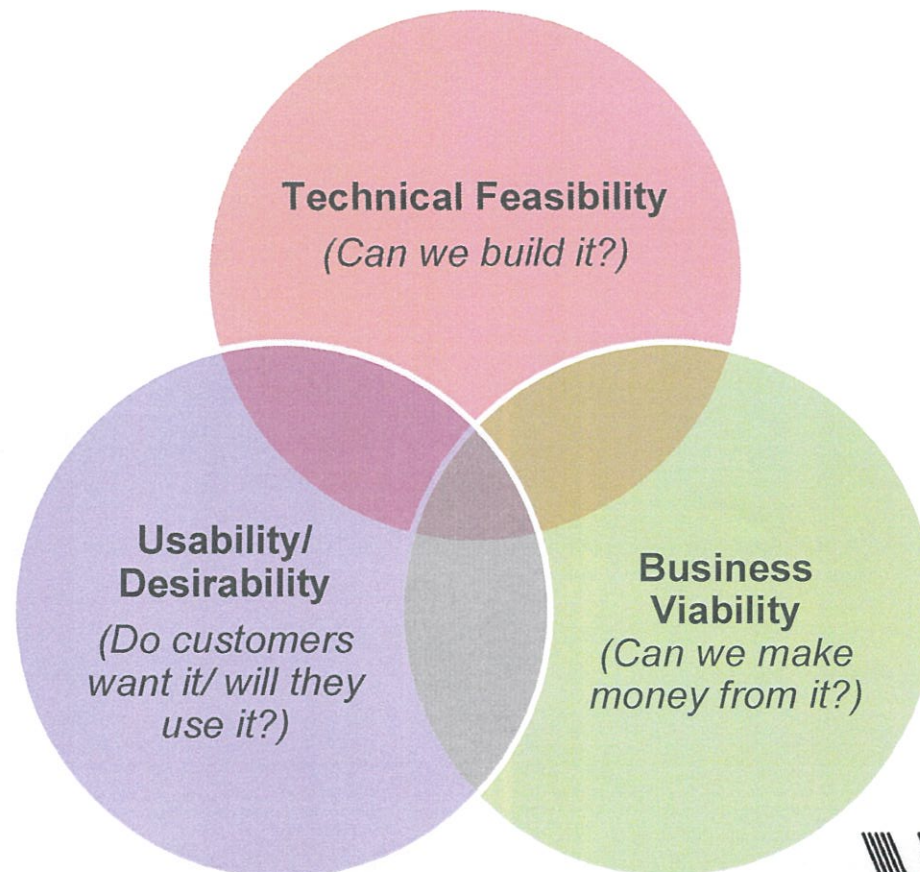 Technical Feasibility
(Can we build it?)
Usability/
Desirability
(Do customers
want it/ will they
use it?)
Business
Viability
(Can we make
money from it?)